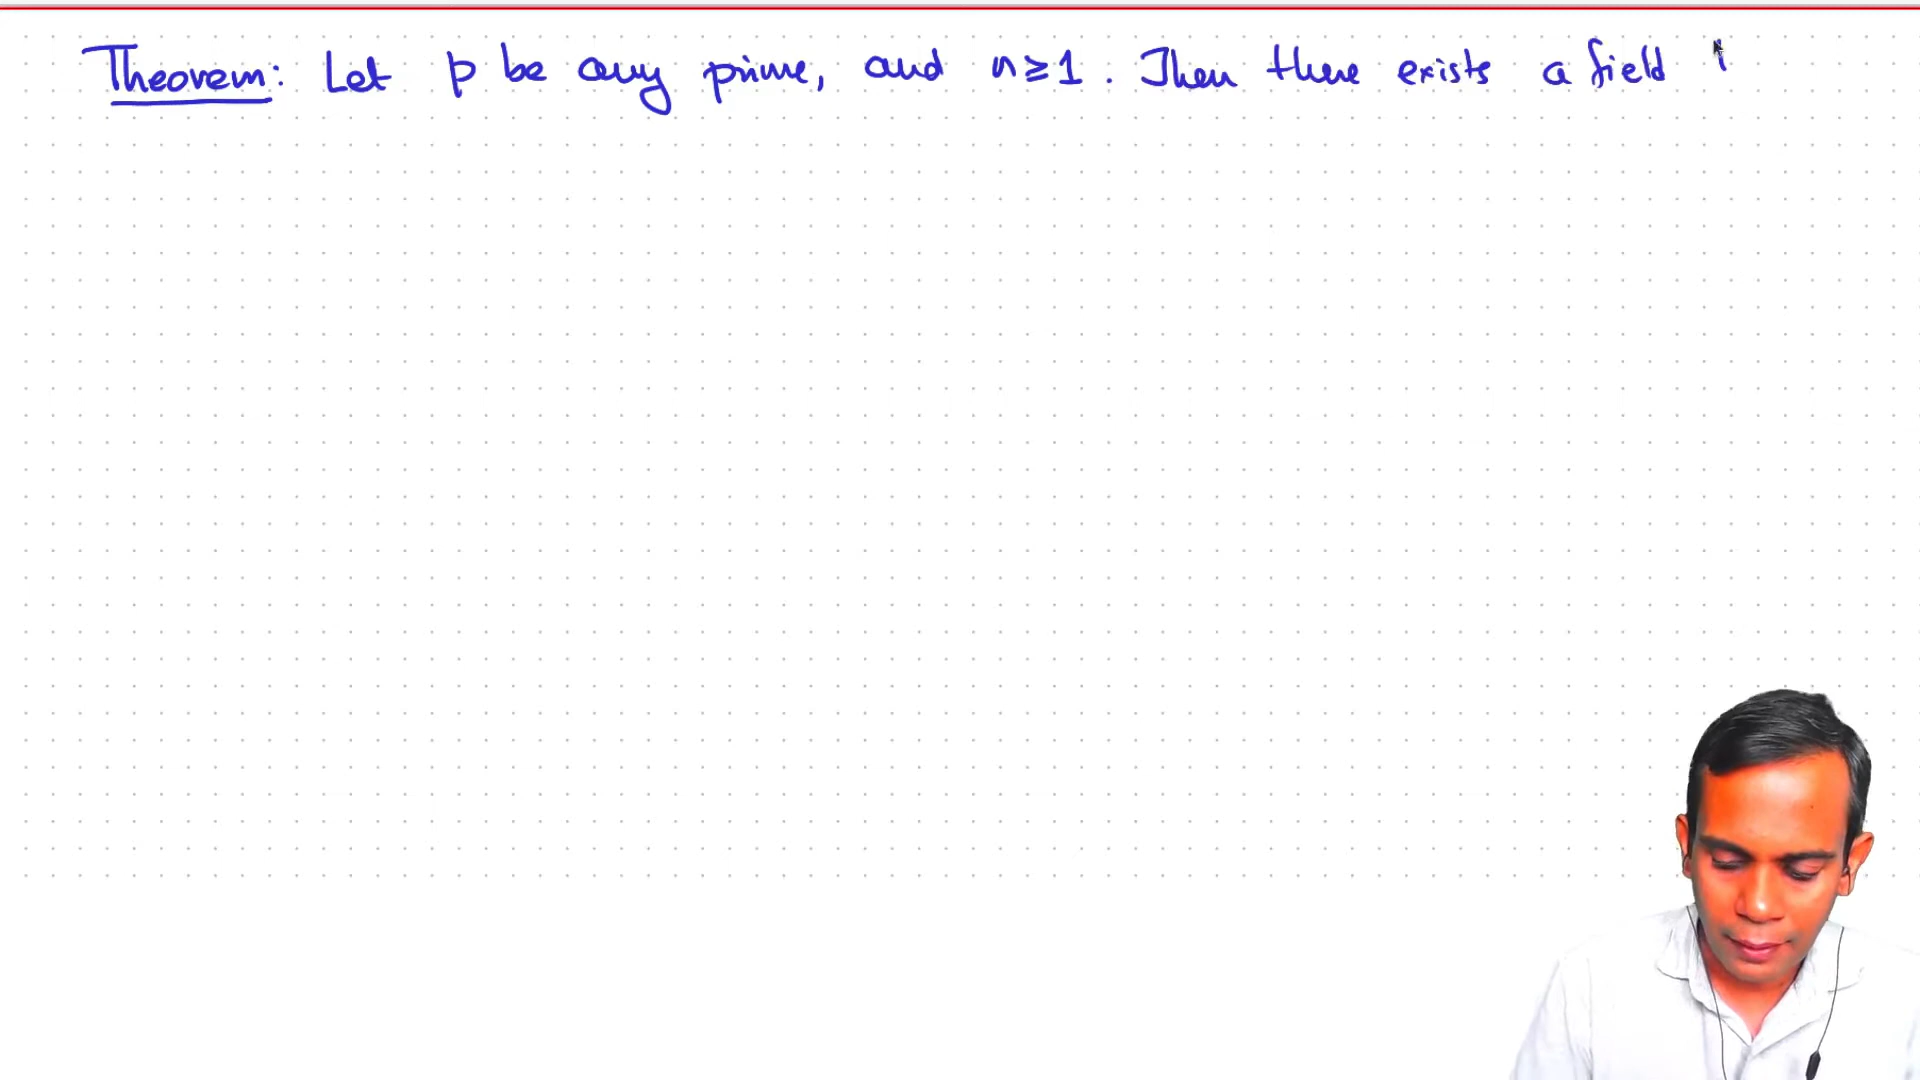 Theorem: Let p be any prime, and n ≥ 1. Then there exists a field